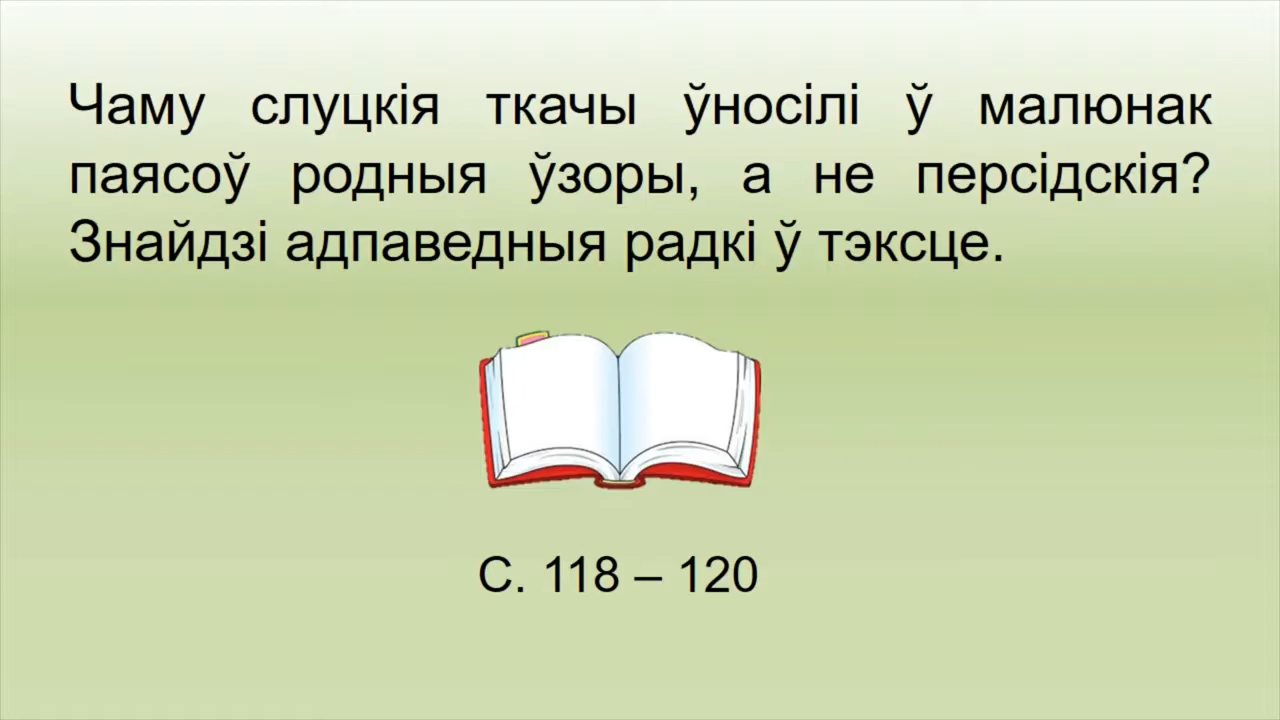 Чаму слуцкія ткачы ўносілі ў малюнак
паясоў родныя ўзоры, а не персідскія?
Знайдзі адпаведныя радкі ў тэксце.
С. 118 – 120